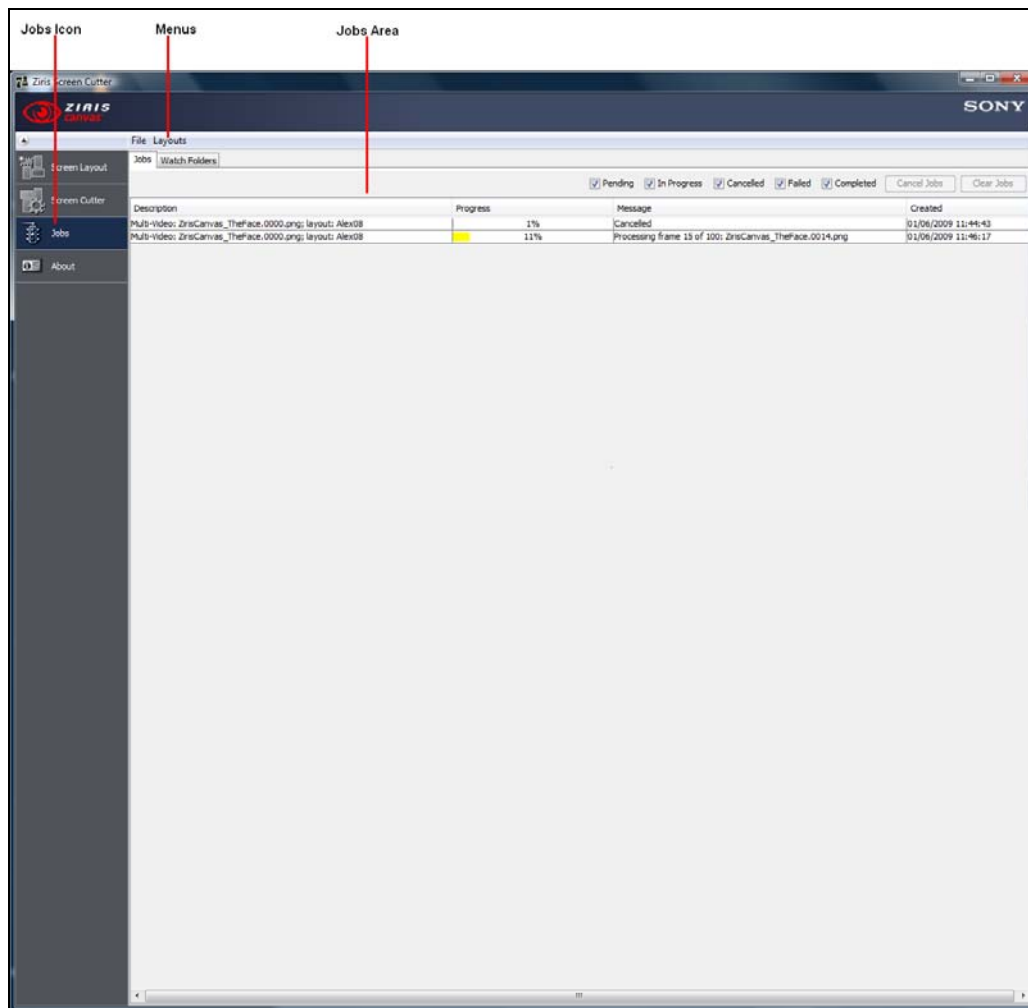 Jobs Icon Menus Jobs Area
Ziris Screen Cutter
ZIRIS canvas SONY
File Layouts
Screen Layout
Screen Cutter
Jobs
About
Jobs Watch Folders
Pending In Progress Cancelled Failed Completed Cancel Jobs Clear Jobs
Description Progress Message Created
Multi-Video: ZirisCanvas_TheFace.0000.png; layout: Alex08 1% Cancelled 01/06/2009 11:44:43
Multi-Video: ZirisCanvas_TheFace.0000.png; layout: Alex08 11% Processing frame 15 of 100: ZirisCanvas_TheFace.0014.png 01/06/2009 11:46:17